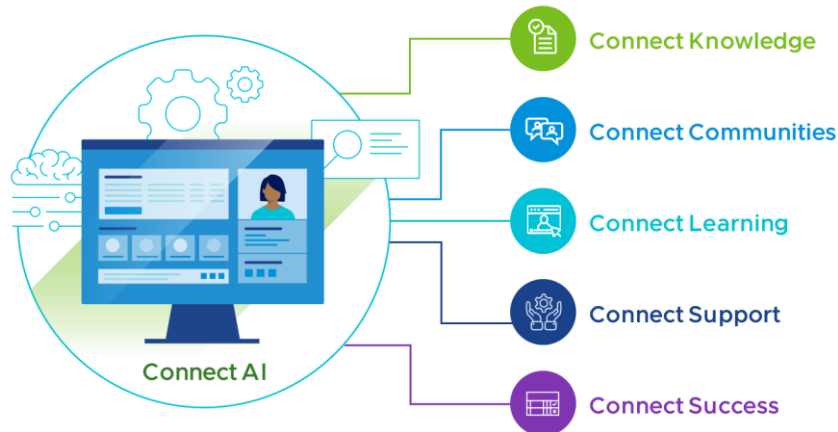 Connect Knowledge
Connect Communities
Connect Learning
Connect Support
Connect Success
Connect AI